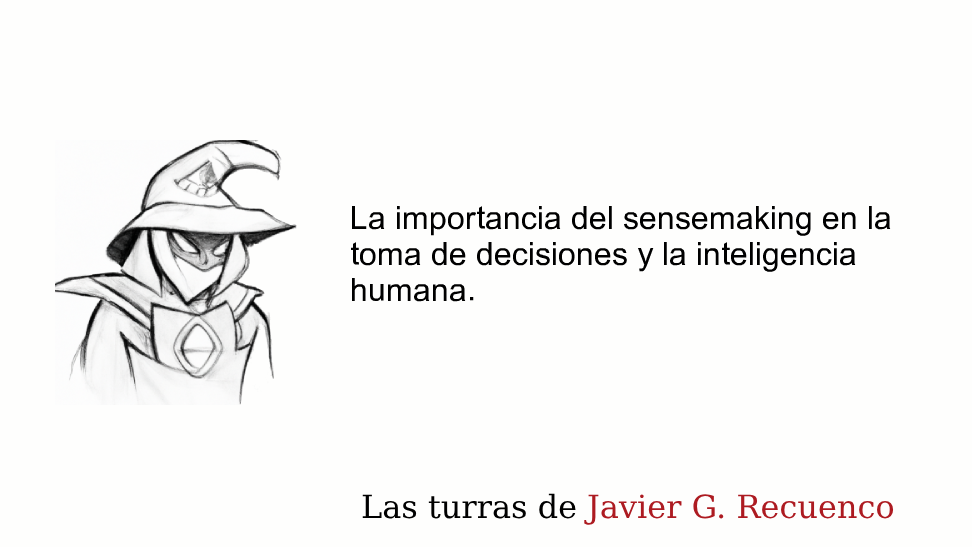 La importancia del sensemaking en la
toma de decisiones y la inteligencia
humana.
Las turras de Javier G. Recuenco